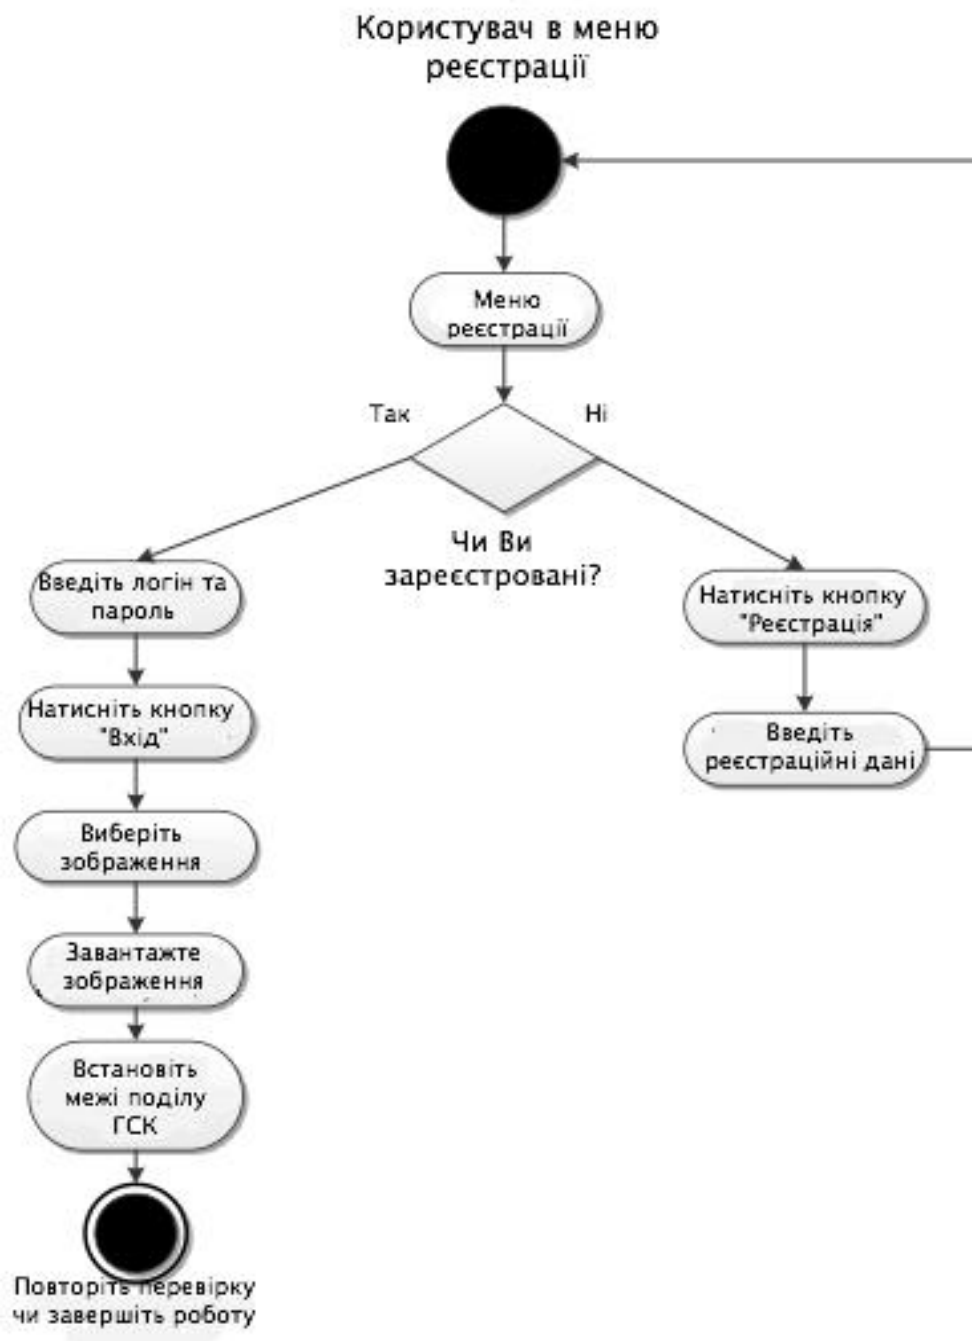 Користувач в меню
реєстрації
Меню
реєстрації
Так
Ні
Чи Ви
зареєстровані?
Введіть логін та
пароль
Натисніть кнопку
"Вхід"
Виберіть
зображення
Завантажте
зображення
Встановіть
межі поділу
ГСК
Повторіть перевірку
чи завершіть роботу
Натисніть кнопку
"Реєстрація"
Введіть
реєстраційні дані